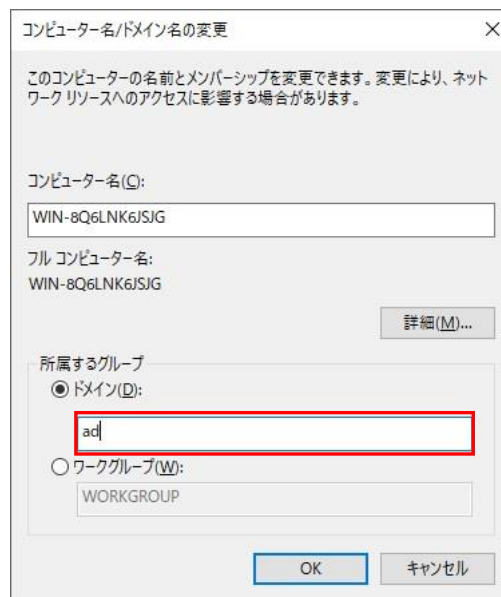 コンピューター名/ドメイン名の変更
このコンピューターの名前とメンバーシップを変更できます。変更により、ネット
ワーク リソースへのアクセスに影響する場合があります。
コンピューター名(C):
WIN-8Q6LNK6JSJG
フル コンピューター名:
WIN-8Q6LNK6JSJG
詳細(M)...
所属するグループ
ドメイン(D):
ad
ワークグループ(W):
WORKGROUP
OK
キャンセル